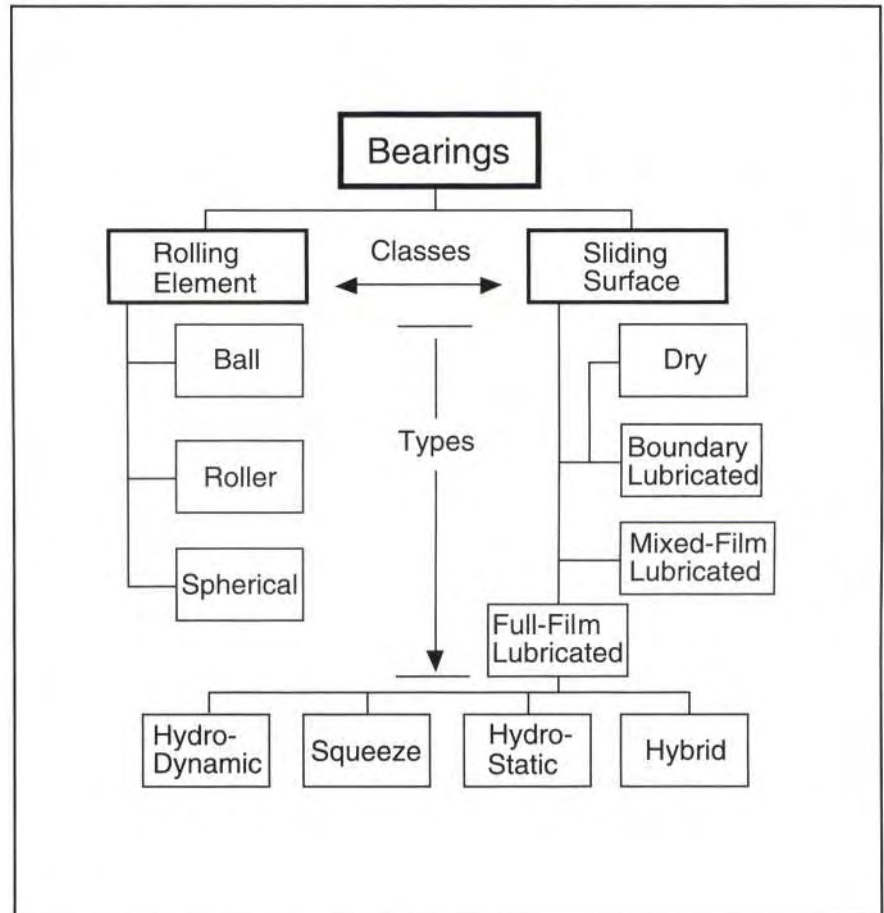 Bearings
Rolling
Element
Classes
Sliding
Surface
Ball
Dry
Types
Boundary
Lubricated
Roller
Mixed-Film
Lubricated
Spherical
Full-Film
Lubricated
Hydro-
Dynamic
Squeeze
Hydro-
Static
Hybrid